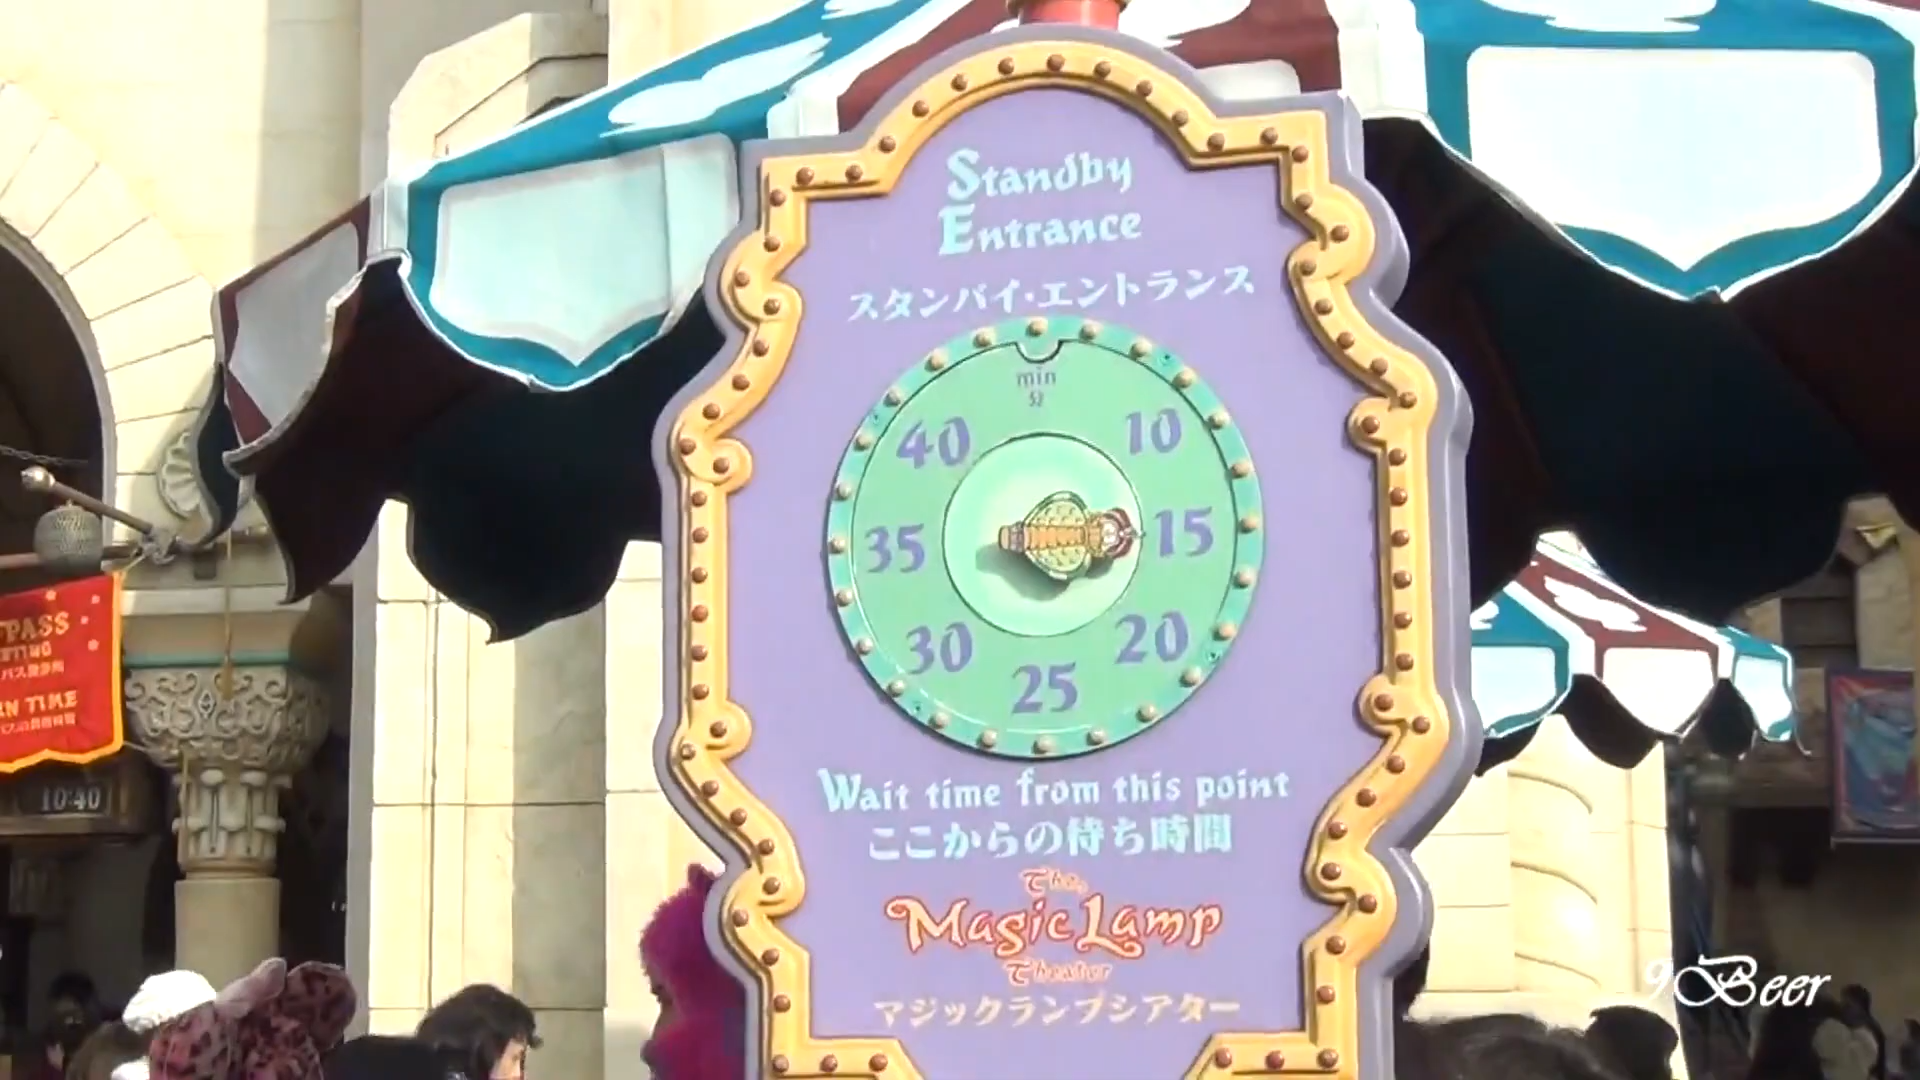 Standby
Entrance
スタンバイ・エントランス
min
分
40
10
35
15
30
20
25
Wait time from this point
ここからの待ち時間
The
Magic Lamp
Theater
マジックランプシアター
PASS
TIME
10:40
9Beer